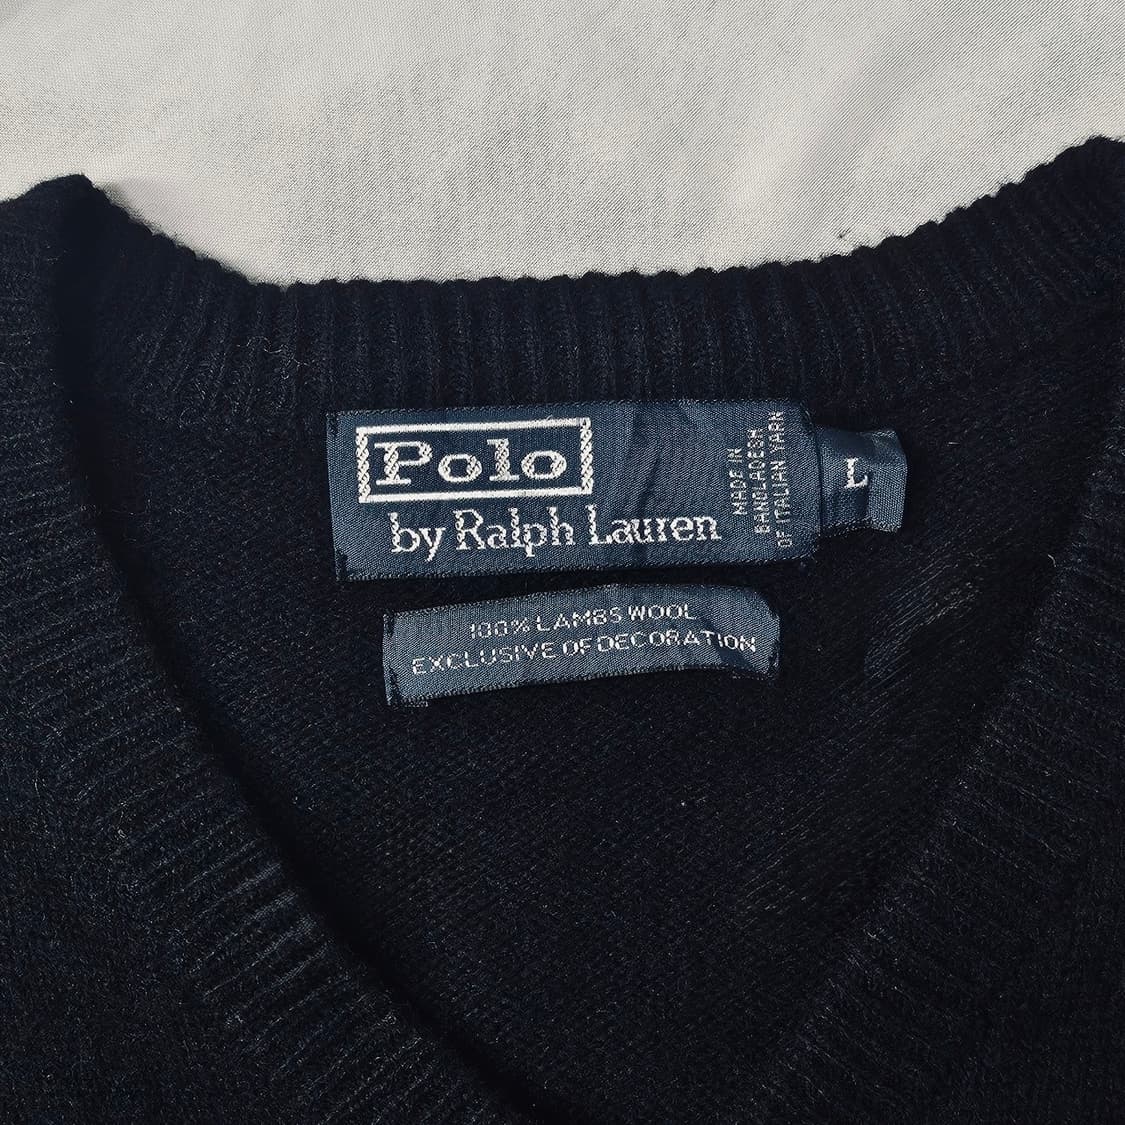 Polo
by Ralph Lauren
MADE IN
BANGLADESH
OF ITALIAN YARN
L
100% LAMBS WOOL
EXCLUSIVE OF DECORATION